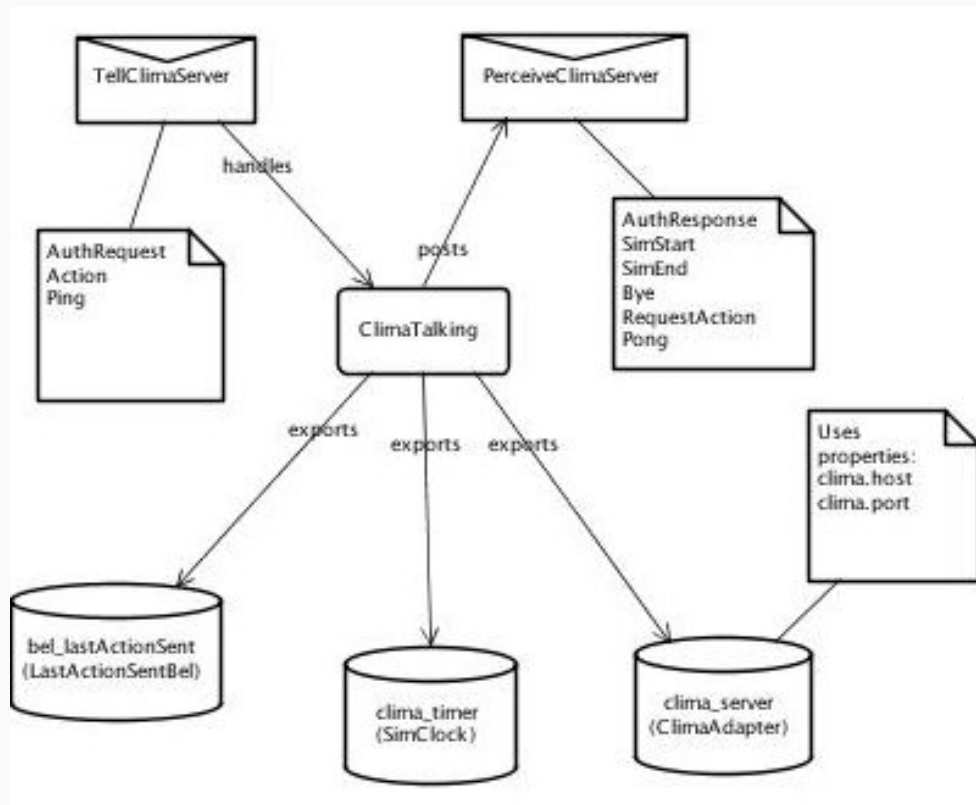 TellClimaServer
PerceiveClimaServer
handles
AuthRequest
Action
Ping
posts
AuthResponse
SimStart
SimEnd
Bye
RequestAction
Pong
ClimaTalking
exports
exports
exports
Uses
properties:
clima.host
clima.port
bel_lastActionSent
(LastActionSentBel)
clima_timer
(SimClock)
clima_server
(ClimaAdapter)